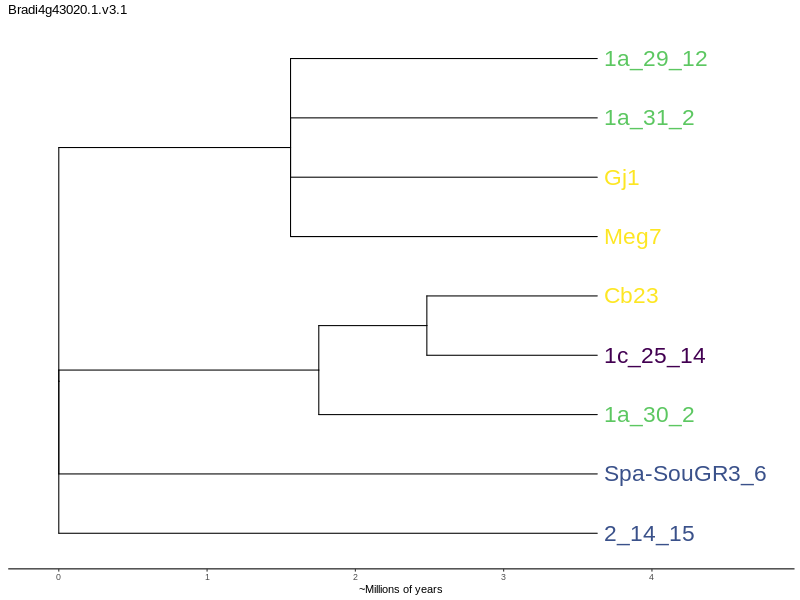 Bradi4g43020.1.v3.1
1a_29_12
1a_31_2
Gj1
Meg7
Cb23
1c_25_14
1a_30_2
Spa-SouGR3_6
2_14_15
0 1 2 3 4
~Millions of years